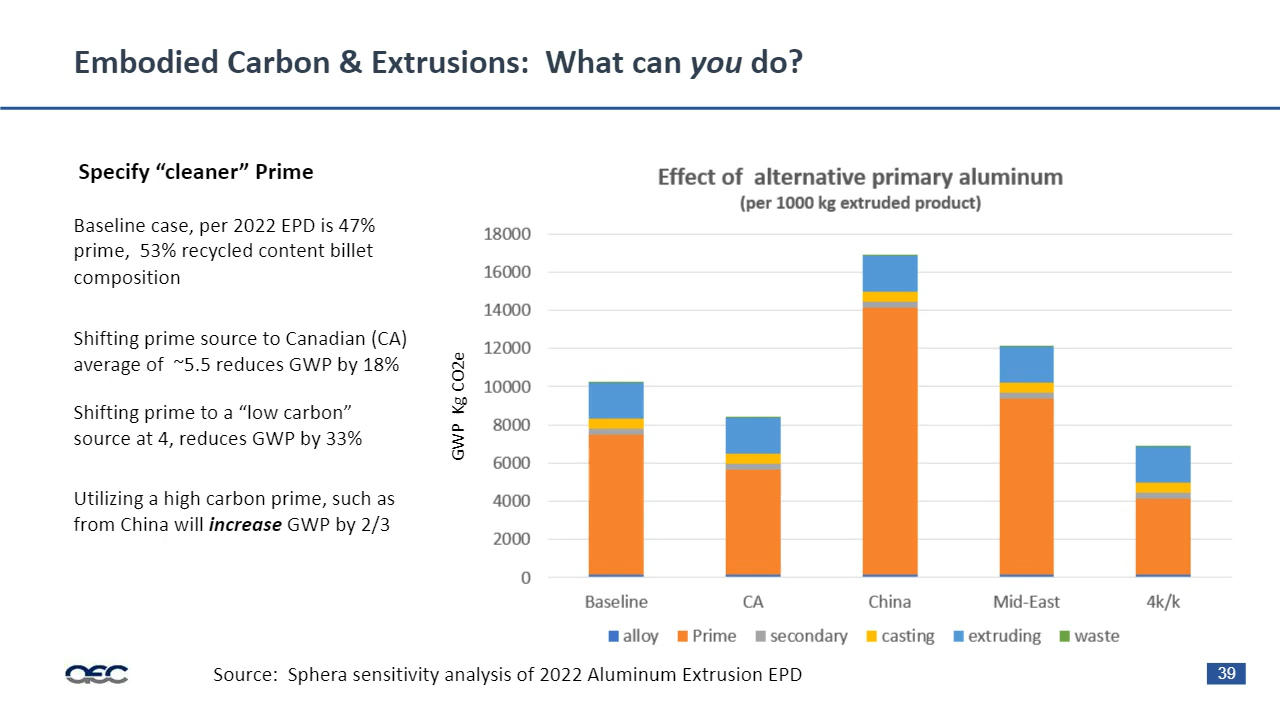 Embodied Carbon & Extrusions:  What can you do?
Specify “cleaner” Prime
Baseline case, per 2022 EPD is 47%
prime,  53% recycled content billet
composition
Shifting prime source to Canadian (CA)
average of  ~5.5 reduces GWP by 18%
Shifting prime to a “low carbon”
source at 4, reduces GWP by 33%
Utilizing a high carbon prime, such as
from China will increase GWP by 2/3
Effect of  alternative primary aluminum
(per 1000 kg extruded product)
GWP  Kg CO2e
18000
16000
14000
12000
10000
8000
6000
4000
2000
0
Baseline CA China Mid-East 4k/k
alloy Prime secondary casting extruding waste
AEC
Source:  Sphera sensitivity analysis of 2022 Aluminum Extrusion EPD
39